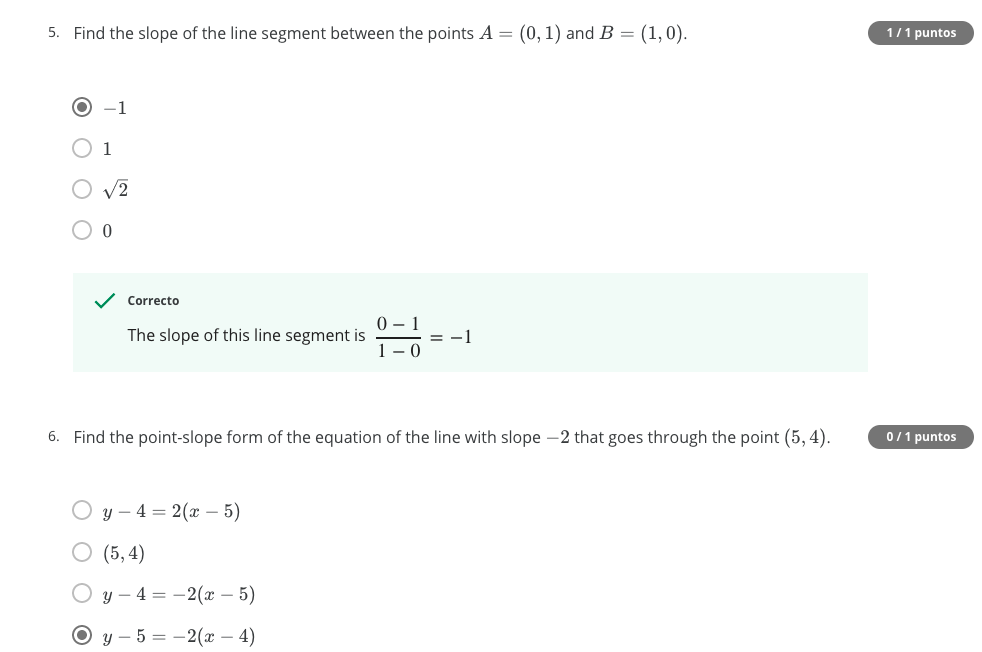 5. Find the slope of the line segment between the points A = (0, 1) and B = (1, 0).
1 / 1 puntos
−1
1
√2
0
Correcto
The slope of this line segment is (0 − 1)/(1 − 0) = −1
6. Find the point-slope form of the equation of the line with slope −2 that goes through the point (5, 4).
0 / 1 puntos
y − 4 = 2(x − 5)
(5, 4)
y − 4 = −2(x − 5)
y − 5 = −2(x − 4)